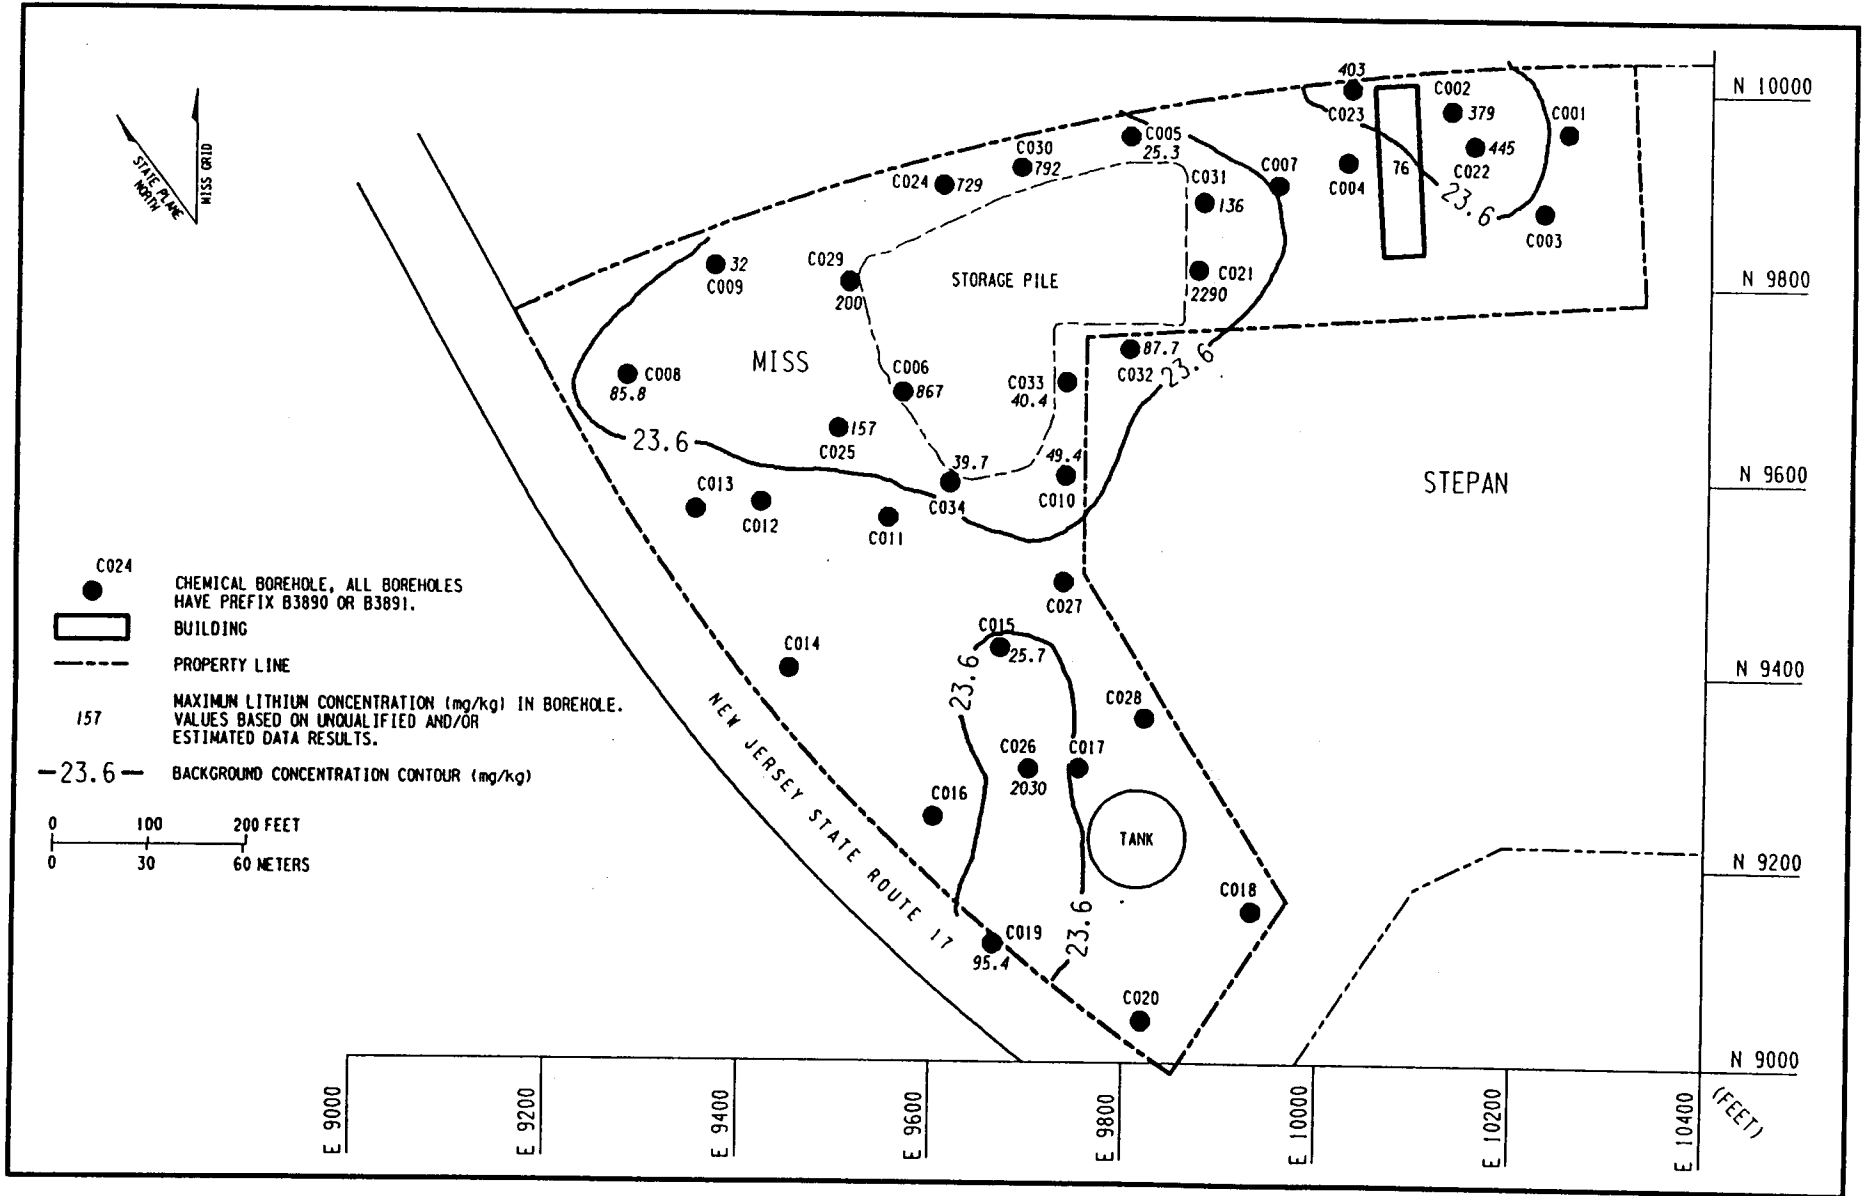 STATE PLANE
NORTH
MISS GRID
403
C023
C002
379
C001
N 10000
C005
25.3
C030
792
C024
729
C007
C004
76
445
C022
23.6
C003
C031
136
C029
200
32
C009
STORAGE PILE
C021
2290
N 9800
MISS
C008
85.8
C006
867
C033
40.4
87.7
C032
23.6
23.6
157
C025
39.7
C034
49.4
C010
STEPAN
N 9600
C013
C012
C011
C027
C024
CHEMICAL BOREHOLE, ALL BOREHOLES
HAVE PREFIX B3890 OR B3891.
BUILDING
PROPERTY LINE
157
MAXIMUM LITHIUM CONCENTRATION (mg/kg) IN BOREHOLE.
VALUES BASED ON UNQUALIFIED AND/OR
ESTIMATED DATA RESULTS.
-23.6-
BACKGROUND CONCENTRATION CONTOUR (mg/kg)
0 100 200 FEET
0 30 60 METERS
C014
C015
25.7
23.6
C028
N 9400
C026
2030
C017
C016
TANK
NEW JERSEY STATE ROUTE 17
C018
N 9200
C019
95.4
23.6
C020
N 9000
E 9000
E 9200
E 9400
E 9600
E 9800
E 10000
E 10200
E 10400
(FEET)